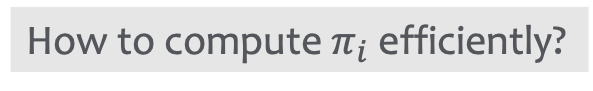 How to compute πᵢ efficiently?